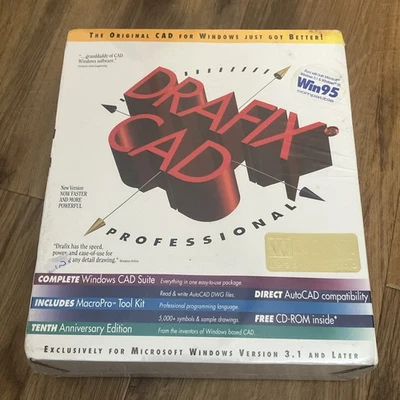 THE ORIGINAL CAD FOR WINDOWS JUST GOT BETTER!
"...granddaddy of CAD
Windows software."
Win95
DRAFIX
CAD
PROFESSIONAL
New Version
NOW FASTER
AND MORE
POWERFUL.
"Drafix has the speed,
power, and ease-of-use for
any detail drawing."
COMPLETE Windows CAD Suite Everything in one easy-to-use package.
Read & write AutoCAD DWG files. DIRECT AutoCAD compatibility
INCLUDES MacroPro™ Tool Kit Professional programming language.
5,000+ symbols & sample drawings. FREE CD-ROM inside*
TENTH Anniversary Edition From the inventors of Windows based CAD.
EXCLUSIVELY FOR MICROSOFT WINDOWS VERSION 3.1 AND LATER